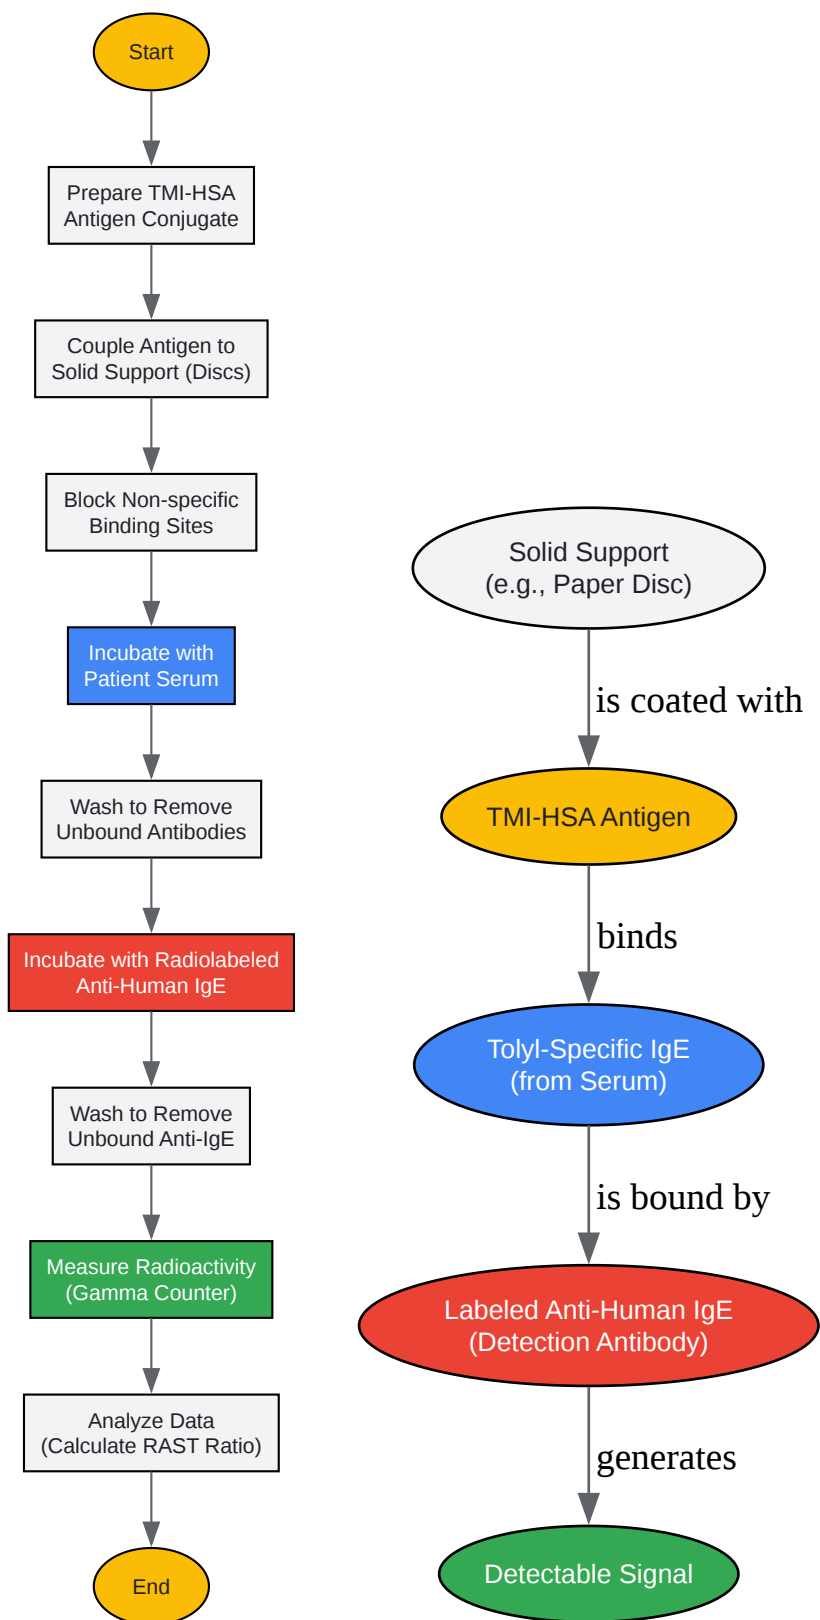 Start
Prepare TMI-HSA
Antigen Conjugate
Couple Antigen to
Solid Support (Discs)
Block Non-specific
Binding Sites
Incubate with
Patient Serum
Wash to Remove
Unbound Antibodies
Incubate with Radiolabeled
Anti-Human IgE
Wash to Remove
Unbound Anti-IgE
Measure Radioactivity
(Gamma Counter)
Analyze Data
(Calculate RAST Ratio)
End
Solid Support
(e.g., Paper Disc)
is coated with
TMI-HSA Antigen
binds
Tolyl-Specific IgE
(from Serum)
is bound by
Labeled Anti-Human IgE
(Detection Antibody)
generates
Detectable Signal